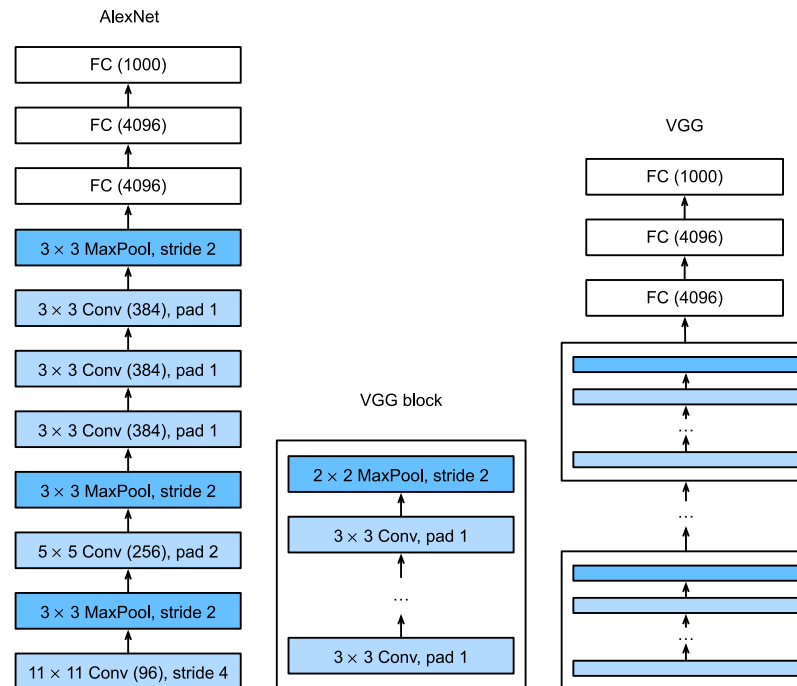 AlexNet
FC (1000)
FC (4096)
FC (4096)
3 × 3 MaxPool, stride 2
3 × 3 Conv (384), pad 1
3 × 3 Conv (384), pad 1
3 × 3 Conv (384), pad 1
3 × 3 MaxPool, stride 2
5 × 5 Conv (256), pad 2
3 × 3 MaxPool, stride 2
11 × 11 Conv (96), stride 4
VGG block
2 × 2 MaxPool, stride 2
3 × 3 Conv, pad 1
...
3 × 3 Conv, pad 1
VGG
FC (1000)
FC (4096)
FC (4096)
...
...
...